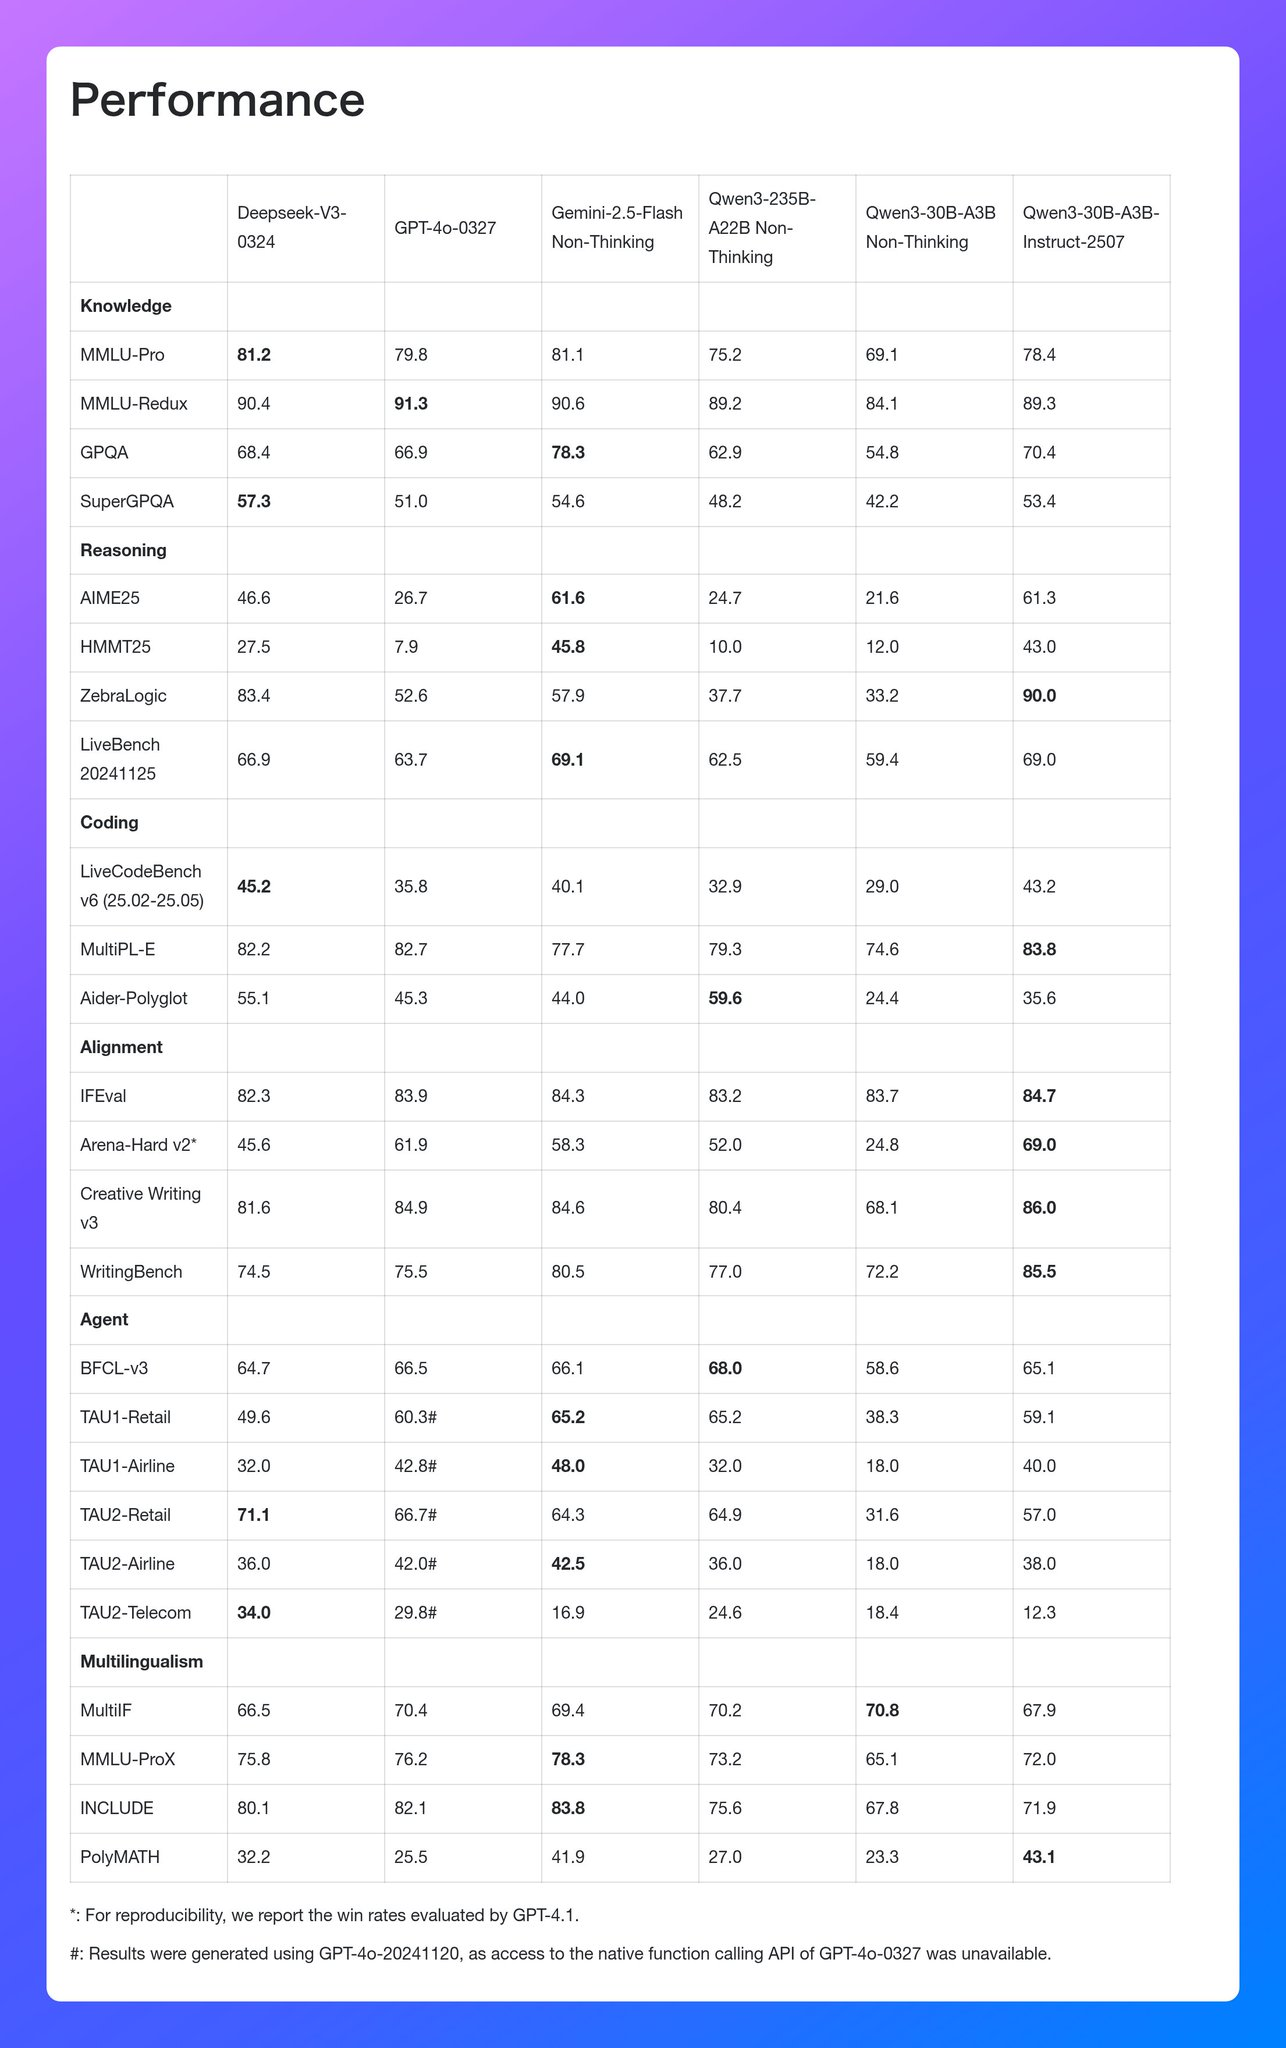 Performance
Deepseek-V3-0324 GPT-4o-0327 Gemini-2.5-Flash Non-Thinking Qwen3-235B-A22B Non-Thinking Qwen3-30B-A3B Non-Thinking Qwen3-30B-A3B-Instruct-2507
Knowledge
MMLU-Pro 81.2 79.8 81.1 75.2 69.1 78.4
MMLU-Redux 90.4 91.3 90.6 89.2 84.1 89.3
GPQA 68.4 66.9 78.3 62.9 54.8 70.4
SuperGPQA 57.3 51.0 54.6 48.2 42.2 53.4
Reasoning
AIME25 46.6 26.7 61.6 24.7 21.6 61.3
HMMT25 27.5 7.9 45.8 10.0 12.0 43.0
ZebraLogic 83.4 52.6 57.9 37.7 33.2 90.0
LiveBench 20241125 66.9 63.7 69.1 62.5 59.4 69.0
Coding
LiveCodeBench v6 (25.02-25.05) 45.2 35.8 40.1 32.9 29.0 43.2
MultiPL-E 82.2 82.7 77.7 79.3 74.6 83.8
Aider-Polyglot 55.1 45.3 44.0 59.6 24.4 35.6
Alignment
IFEval 82.3 83.9 84.3 83.2 83.7 84.7
Arena-Hard v2* 45.6 61.9 58.3 52.0 24.8 69.0
Creative Writing v3 81.6 84.9 84.6 80.4 68.1 86.0
WritingBench 74.5 75.5 80.5 77.0 72.2 85.5
Agent
BFCL-v3 64.7 66.5 66.1 68.0 58.6 65.1
TAU1-Retail 49.6 60.3# 65.2 65.2 38.3 59.1
TAU1-Airline 32.0 42.8# 48.0 32.0 18.0 40.0
TAU2-Retail 71.1 66.7# 64.3 64.9 31.6 57.0
TAU2-Airline 36.0 42.0# 42.5 36.0 18.0 38.0
TAU2-Telecom 34.0 29.8# 16.9 24.6 18.4 12.3
Multilingualism
MultiIF 66.5 70.4 69.4 70.2 70.8 67.9
MMLU-ProX 75.8 76.2 78.3 73.2 65.1 72.0
INCLUDE 80.1 82.1 83.8 75.6 67.8 71.9
PolyMATH 32.2 25.5 41.9 27.0 23.3 43.1
*: For reproducibility, we report the win rates evaluated by GPT-4.1.
#: Results were generated using GPT-4o-20241120, as access to the native function calling API of GPT-4o-0327 was unavailable.